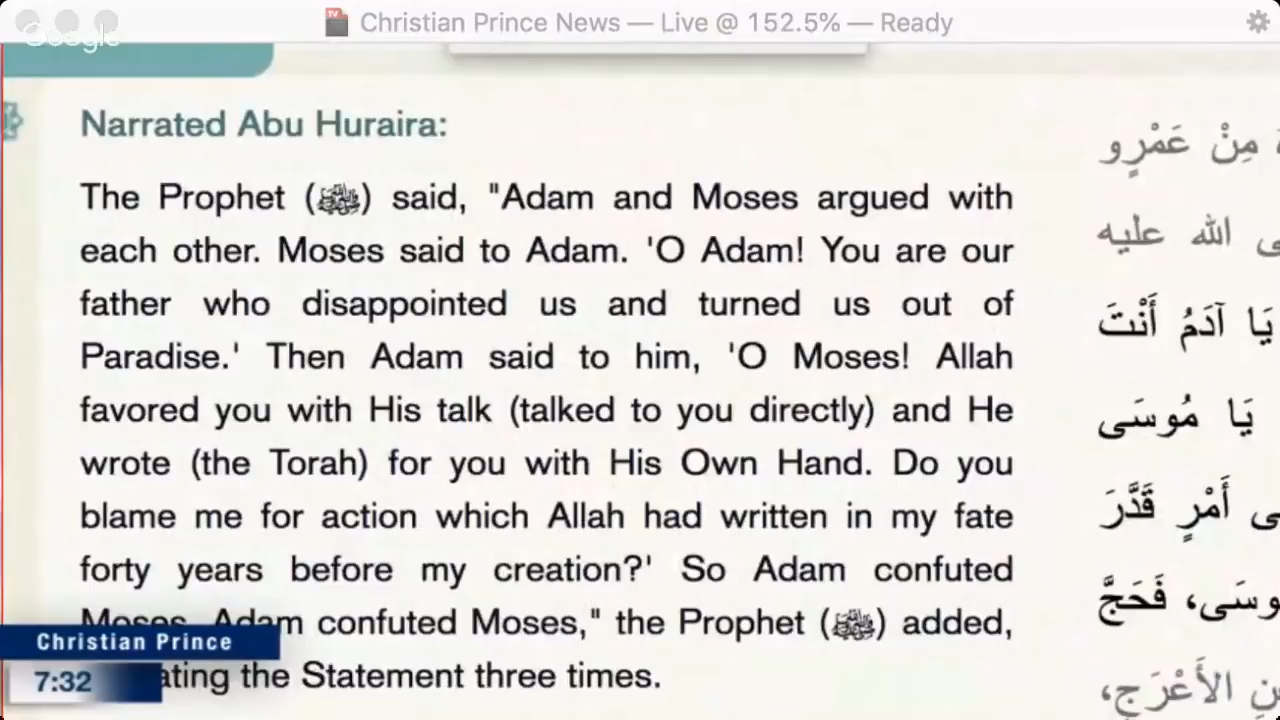 Christian Prince News — Live @ 152.5% — Ready
Google
Narrated Abu Huraira:
The Prophet (ﷺ) said, "Adam and Moses argued with
each other. Moses said to Adam. 'O Adam! You are our
father who disappointed us and turned us out of
Paradise.' Then Adam said to him, 'O Moses! Allah
favored you with His talk (talked to you directly) and He
wrote (the Torah) for you with His Own Hand. Do you
blame me for action which Allah had written in my fate
forty years before my creation?' So Adam confuted
Moses, Adam confuted Moses," the Prophet (ﷺ) added,
ating the Statement three times.
مِنْ عَمْرٍو
الله عليه
يَا آدَمُ أَنْتَ
يَا مُوسَى
أَمْرٍ قَدَّرَ
وسَى، فَحَجَّ
نِ الأَعْرَجِ،
Christian Prince
7:32